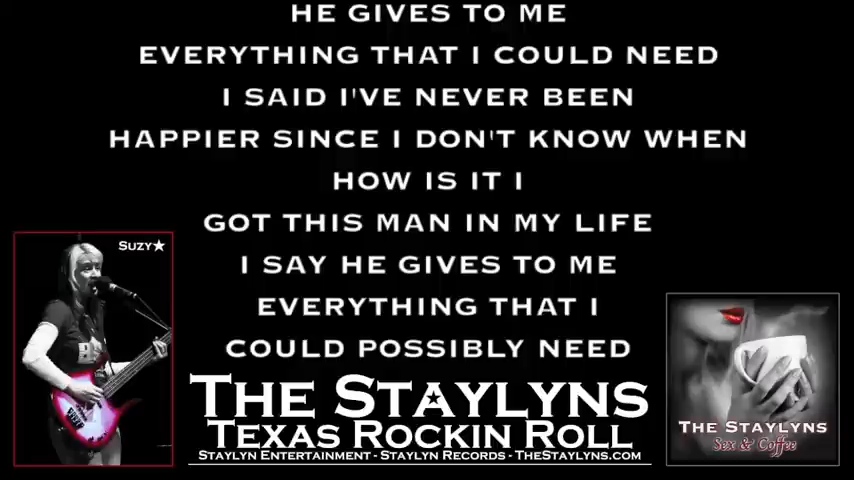 HE GIVES TO ME
EVERYTHING THAT I COULD NEED
I SAID I'VE NEVER BEEN
HAPPIER SINCE I DON'T KNOW WHEN
HOW IS IT I
GOT THIS MAN IN MY LIFE
I SAY HE GIVES TO ME
EVERYTHING THAT I
COULD POSSIBLY NEED
SUZY★
THE STAYLYNS
TEXAS ROCKIN ROLL
STAYLYN ENTERTAINMENT - STAYLYN RECORDS - THESTAYLYNS.COM
THE STAYLYNS
Sex & Coffee